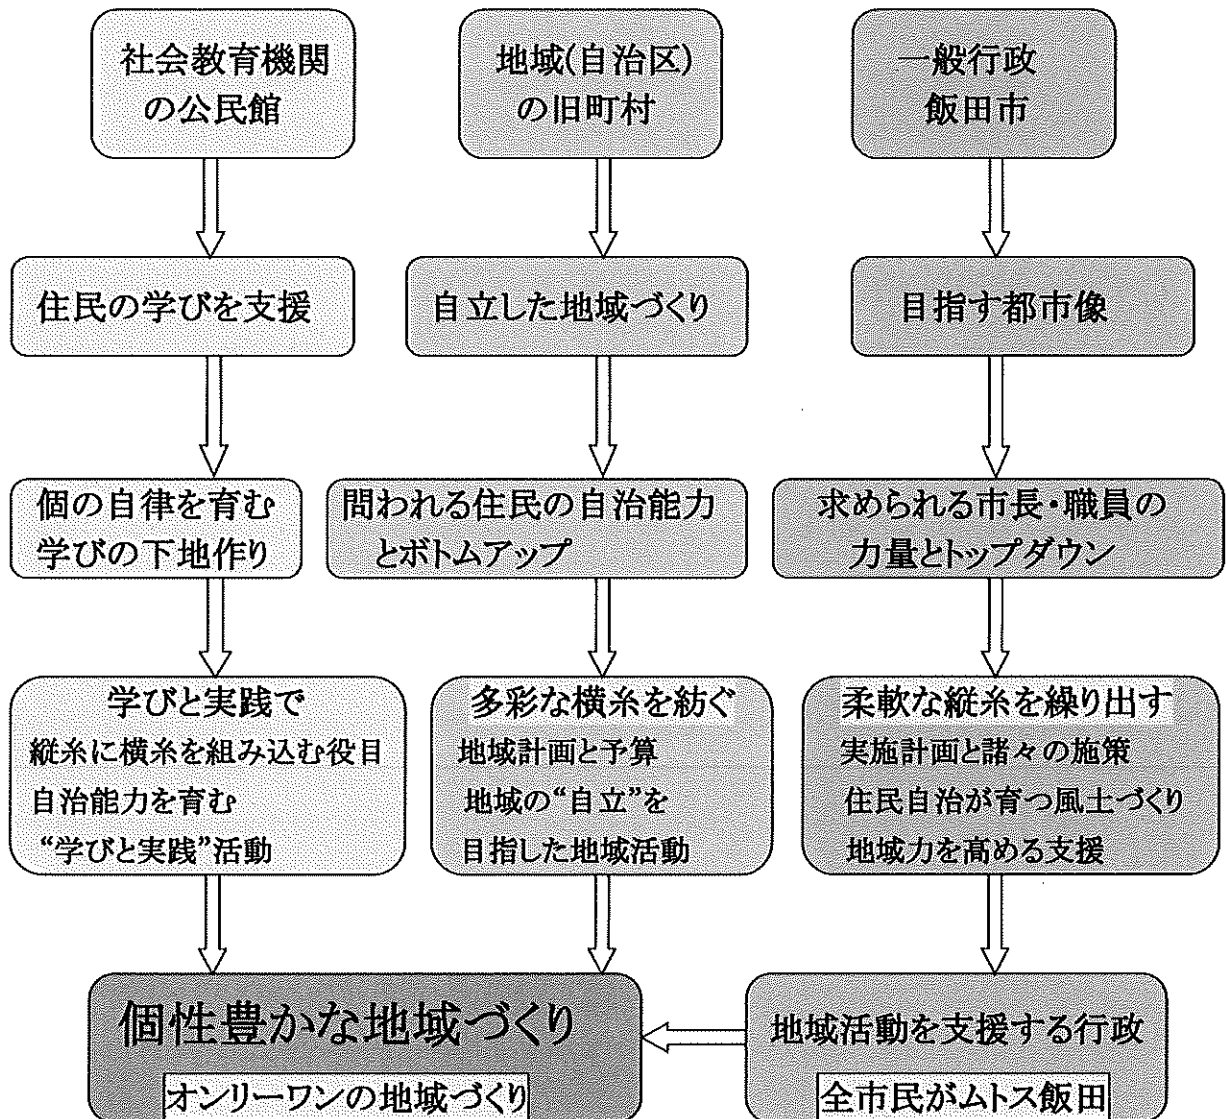 社会教育機関
の公民館
地域(自治区)
の旧町村
一般行政
飯田市
住民の学びを支援
自立した地域づくり
目指す都市像
個の自律を育む
学びの下地作り
問われる住民の自治能力
とボトムアップ
求められる市長・職員の
力量とトップダウン
学びと実践で
縦糸に横糸を組み込む役目
自治能力を育む
“学びと実践”活動
多彩な横糸を紡ぐ
地域計画と予算
地域の“自立”を
目指した地域活動
柔軟な縦糸を繰り出す
実施計画と諸々の施策
住民自治が育つ風土づくり
地域力を高める支援
個性豊かな地域づくり
オンリーワンの地域づくり
地域活動を支援する行政
全市民がムトス飯田